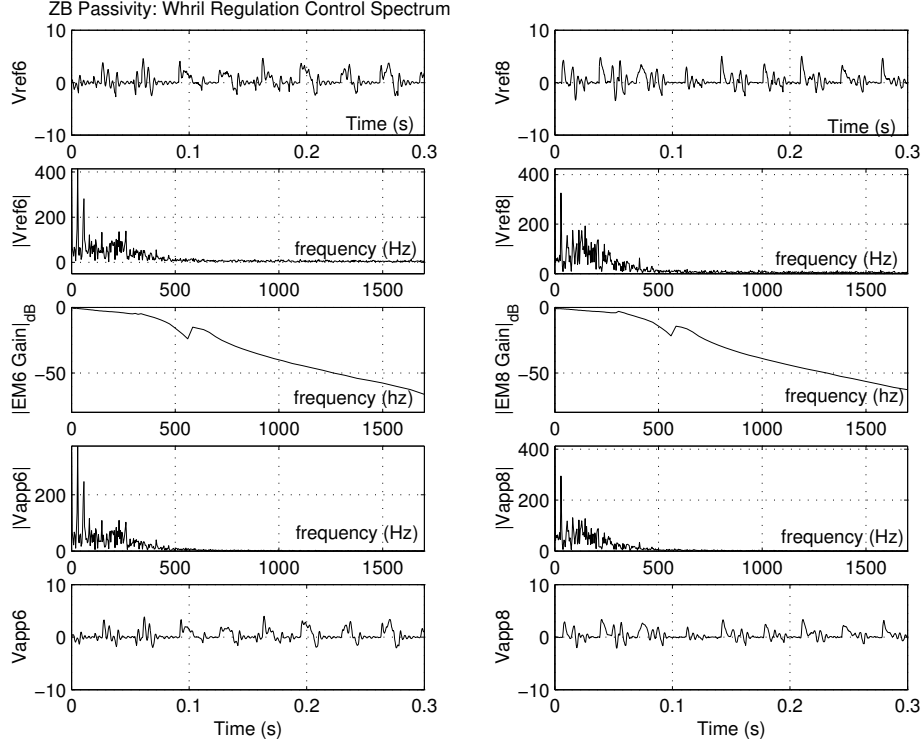 ZB Passivity: Whril Regulation Control Spectrum
10
0
−10
Vref6
Time (s)
0 0.1 0.2 0.3
10
0
−10
Vref8
Time (s)
0 0.1 0.2 0.3
400
200
0
|Vref6|
frequency (Hz)
0 500 1000 1500
400
200
0
|Vref8|
frequency (Hz)
0 500 1000 1500
0
−50
|EM6 Gain|dB
frequency (hz)
0 500 1000 1500
0
−50
|EM8 Gain|dB
frequency (hz)
0 500 1000 1500
200
0
|Vapp6|
frequency (Hz)
0 500 1000 1500
400
200
0
|Vapp8|
frequency (Hz)
0 500 1000 1500
10
0
−10
Vapp6
0 0.1 0.2 0.3
Time (s)
10
0
−10
Vapp8
0 0.1 0.2 0.3
Time (s)